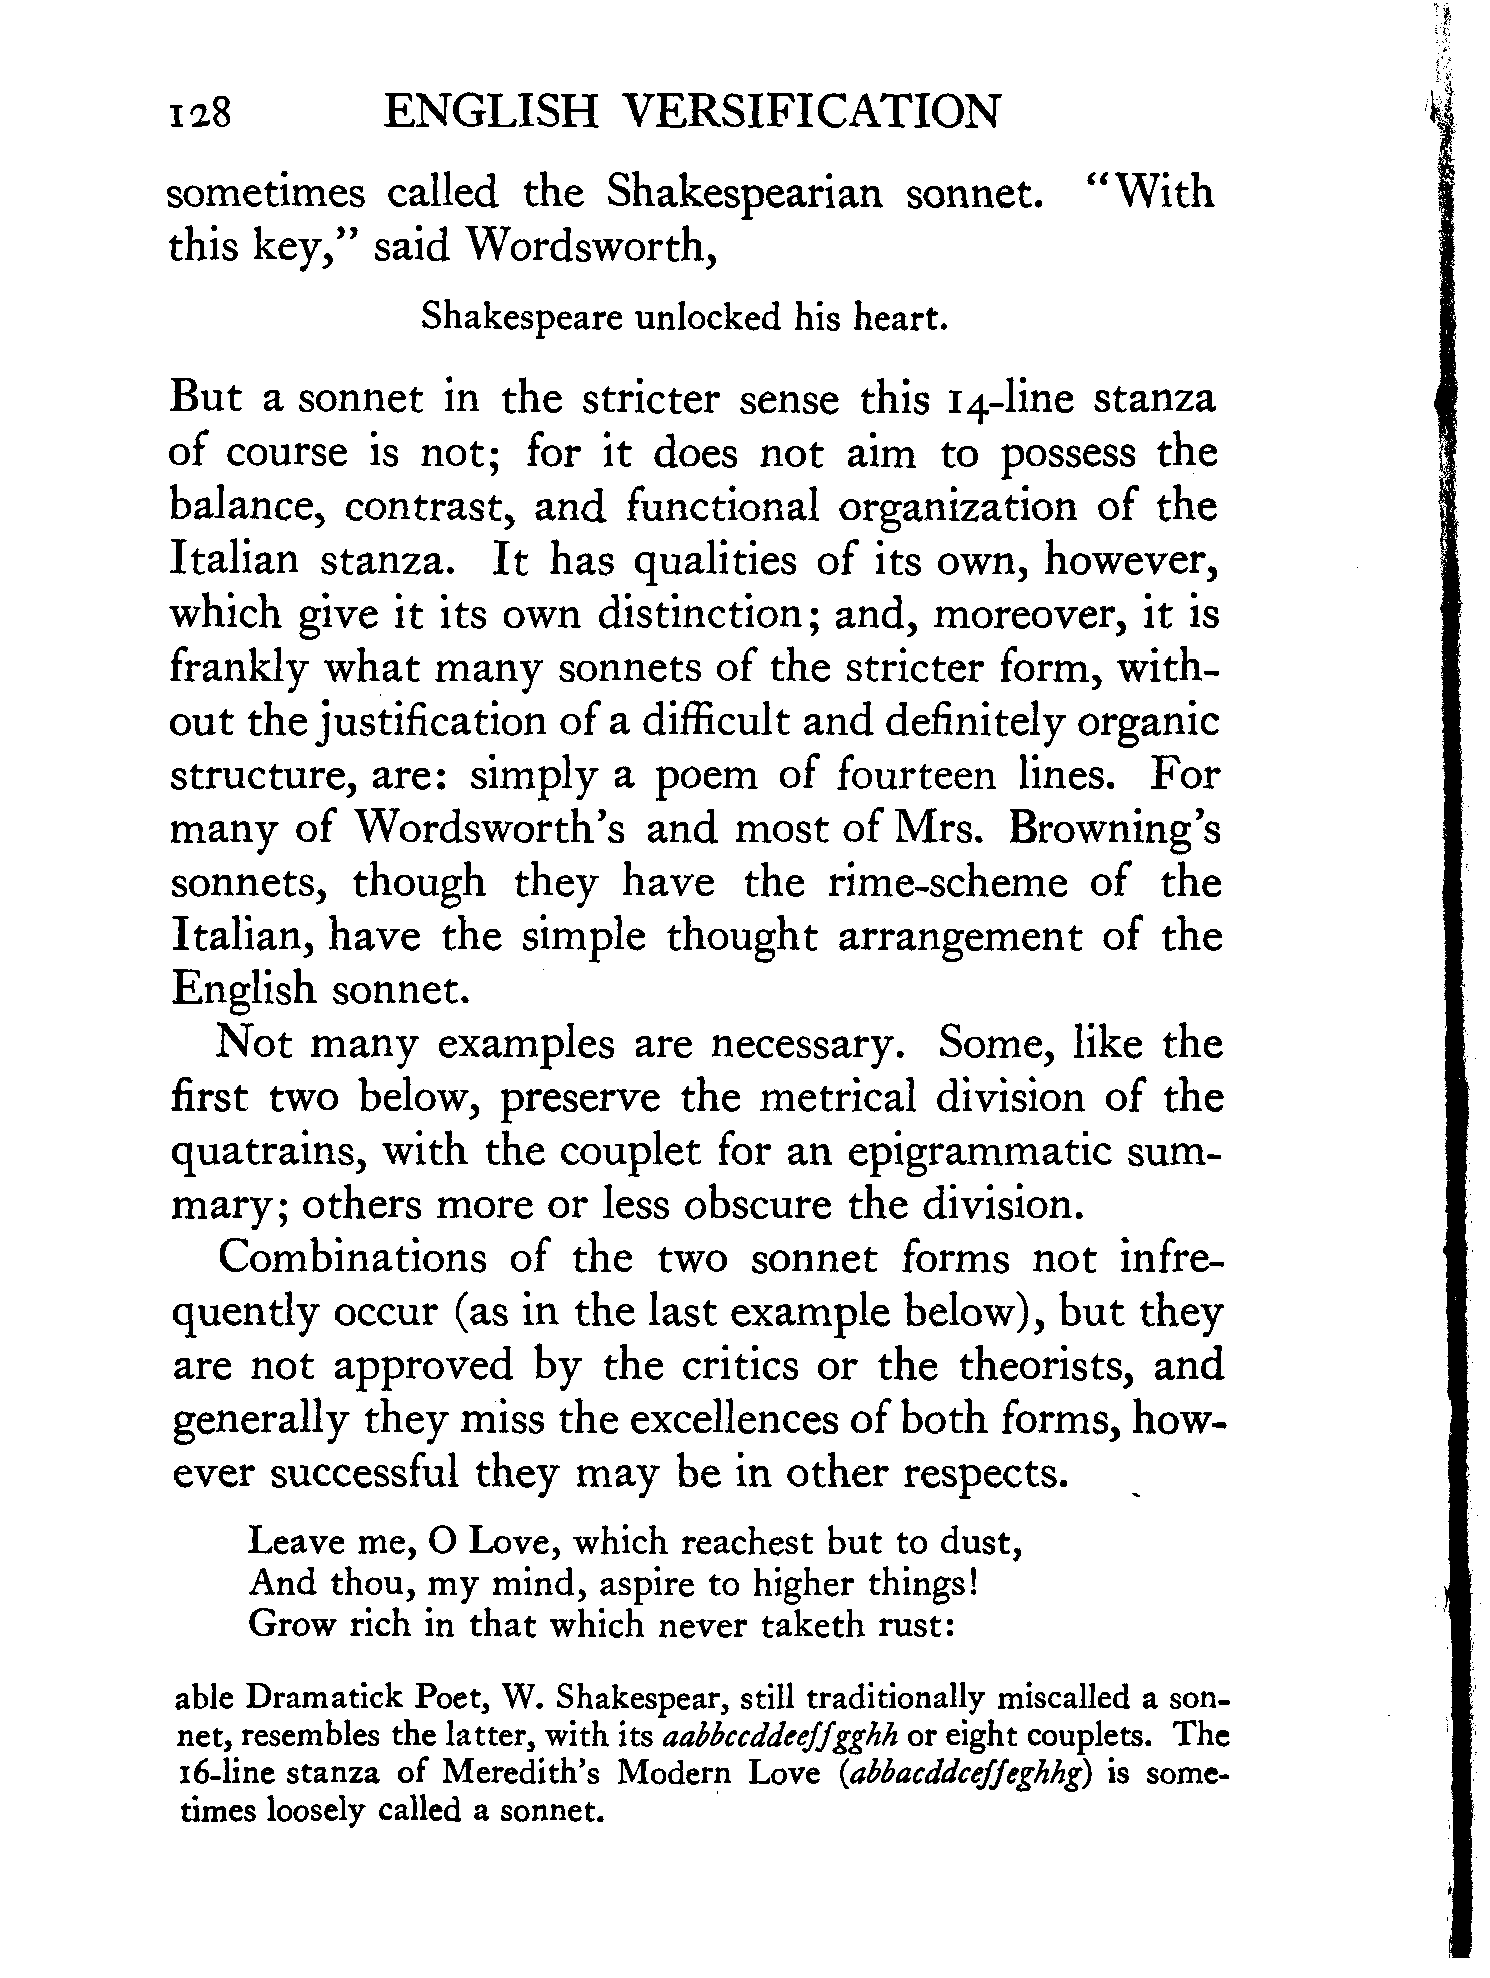 128 ENGLISH VERSIFICATION
sometimes called the Shakespearian sonnet. “With
this key,” said Wordsworth,
Shakespeare unlocked his heart.
But a sonnet in the stricter sense this 14-line stanza
of course is not; for it does not aim to possess the
balance, contrast, and functional organization of the
Italian stanza. It has qualities of its own, however,
which give it its own distinction; and, moreover, it is
frankly what many sonnets of the stricter form, with-
out the justification of a difficult and definitely organic
structure, are: simply a poem of fourteen lines. For
many of Wordsworth’s and most of Mrs. Browning’s
sonnets, though they have the rime-scheme of the
Italian, have the simple thought arrangement of the
English sonnet.
Not many examples are necessary. Some, like the
first two below, preserve the metrical division of the
quatrains, with the couplet for an epigrammatic sum-
mary; others more or less obscure the division.
Combinations of the two sonnet forms not infre-
quently occur (as in the last example below), but they
are not approved by the critics or the theorists, and
generally they miss the excellences of both forms, how-
ever successful they may be in other respects.
Leave me, O Love, which reachest but to dust,
And thou, my mind, aspire to higher things!
Grow rich in that which never taketh rust:
able Dramatick Poet, W. Shakespear, still traditionally miscalled a son-
net, resembles the latter, with its aabbccddeeffgghh or eight couplets. The
16-line stanza of Meredith’s Modern Love (abbacddceffeghhg) is some-
times loosely called a sonnet.